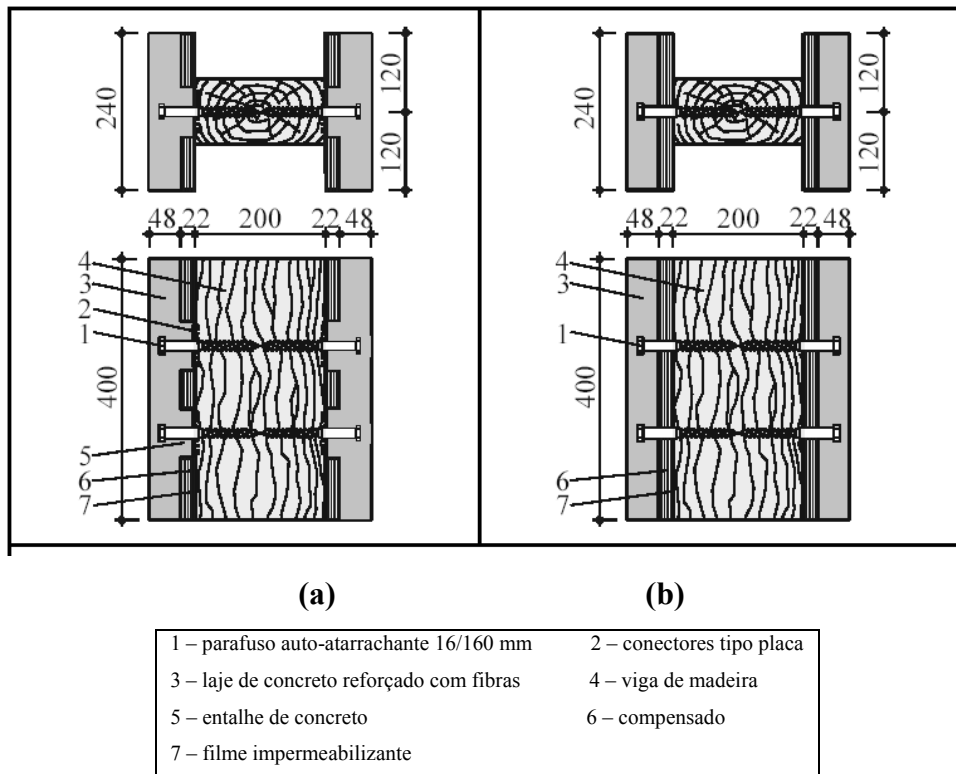 240
120
120
48 22 200 22 48
4
3
2
1
400
5
6
7
240
120
120
48 22 200 22 48
4
3
1
400
6
7
(a)
(b)
1 – parafuso auto-atarrachante 16/160 mm 2 – conectores tipo placa
3 – laje de concreto reforçado com fibras 4 – viga de madeira
5 – entalhe de concreto 6 – compensado
7 – filme impermeabilizante